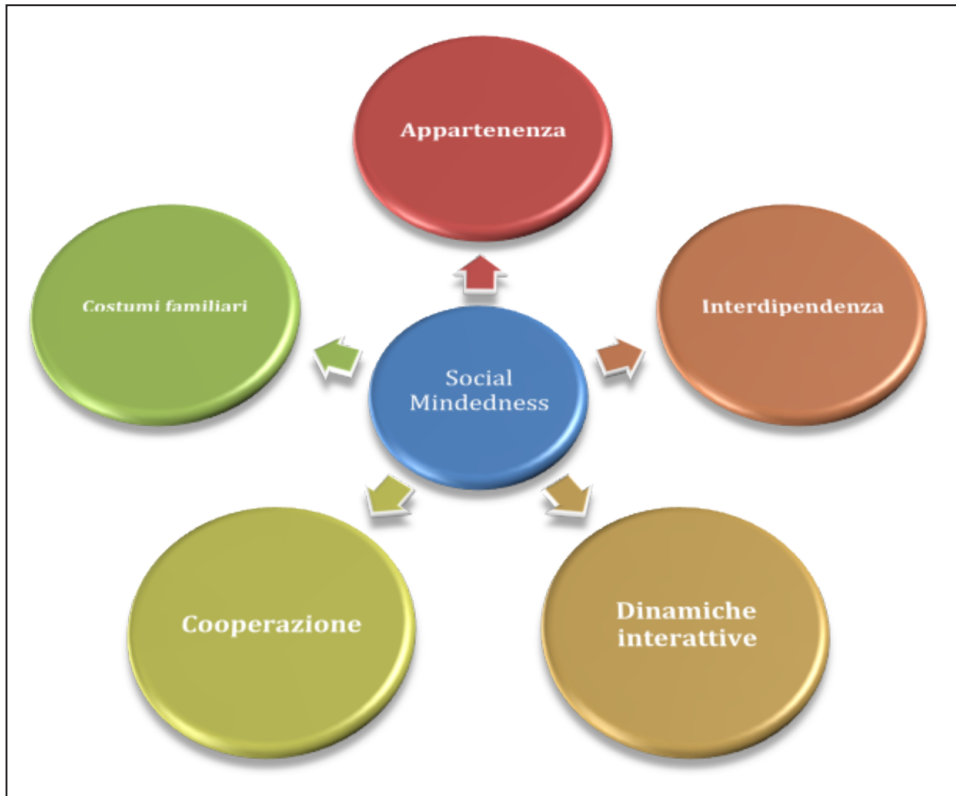 Appartenenza
Costumi familiari
Interdipendenza
Social
Mindedness
Cooperazione
Dinamiche
interattive